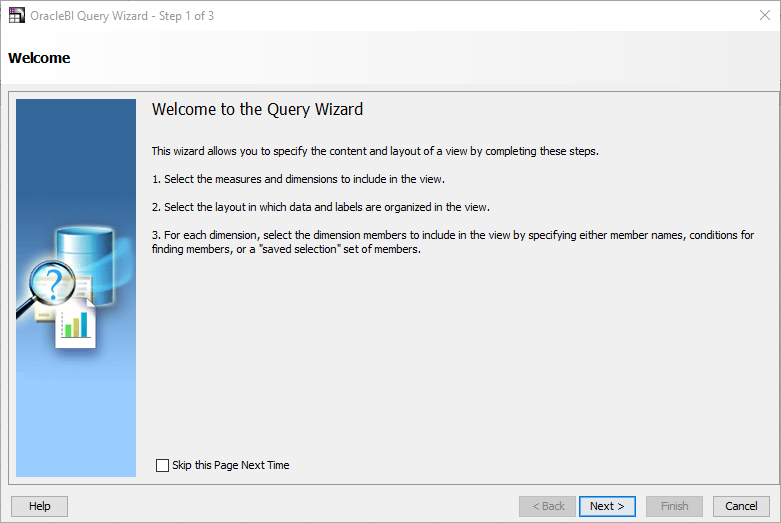 OracleBI Query Wizard - Step 1 of 3
Welcome
Welcome to the Query Wizard
This wizard allows you to specify the content and layout of a view by completing these steps.
1. Select the measures and dimensions to include in the view.
2. Select the layout in which data and labels are organized in the view.
3. For each dimension, select the dimension members to include in the view by specifying either member names, conditions for
finding members, or a "saved selection" set of members.
Skip this Page Next Time
Help
< Back
Next >
Finish
Cancel